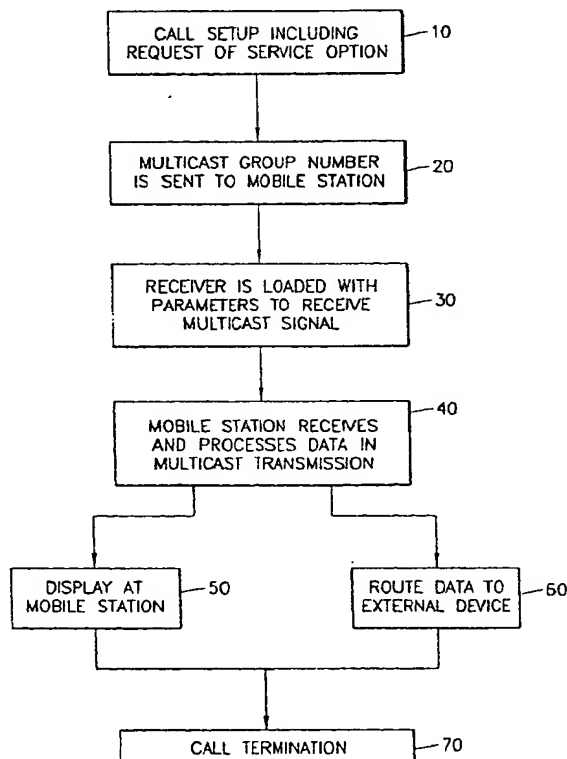 CALL SETUP INCLUDING
REQUEST OF SERVICE OPTION
10
MULTICAST GROUP NUMBER
IS SENT TO MOBILE STATION
20
RECEIVER IS LOADED WITH
PARAMETERS TO RECEIVE
MULTICAST SIGNAL
30
40
MOBILE STATION RECEIVES
AND PROCESSES DATA IN
MULTICAST TRANSMISSION
DISPLAY AT
MOBILE STATION
50
ROUTE DATA TO
EXTERNAL DEVICE
60
CALL TERMINATION
70